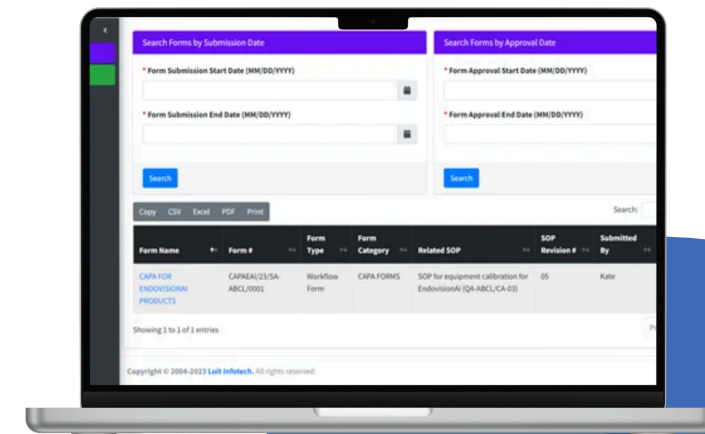 Search Forms by Submission Date
* Form Submission Start Date (MM/DD/YYYY)
* Form Submission End Date (MM/DD/YYYY)
Search
Search Forms by Approval Date
* Form Approval Start Date (MM/DD/YYYY)
* Form Approval End Date (MM/DD/YYYY)
Search
Copy CSV Excel PDF Print
Search:
Form Name Form # Form Type Form Category Related SOP SOP Revision # Submitted By
CAPA FOR ENDOVISIONAI PRODUCTS CAPAEAI/23/SA-ABCL/0001 Workflow Form CAPA FORMS SOP for equipment calibration for EndovisionAi (QA-ABCL/CA-03) 05 Kate
Showing 1 to 1 of 1 entries
Copyright © 2004-2023 Luit Infotech. All rights reserved.